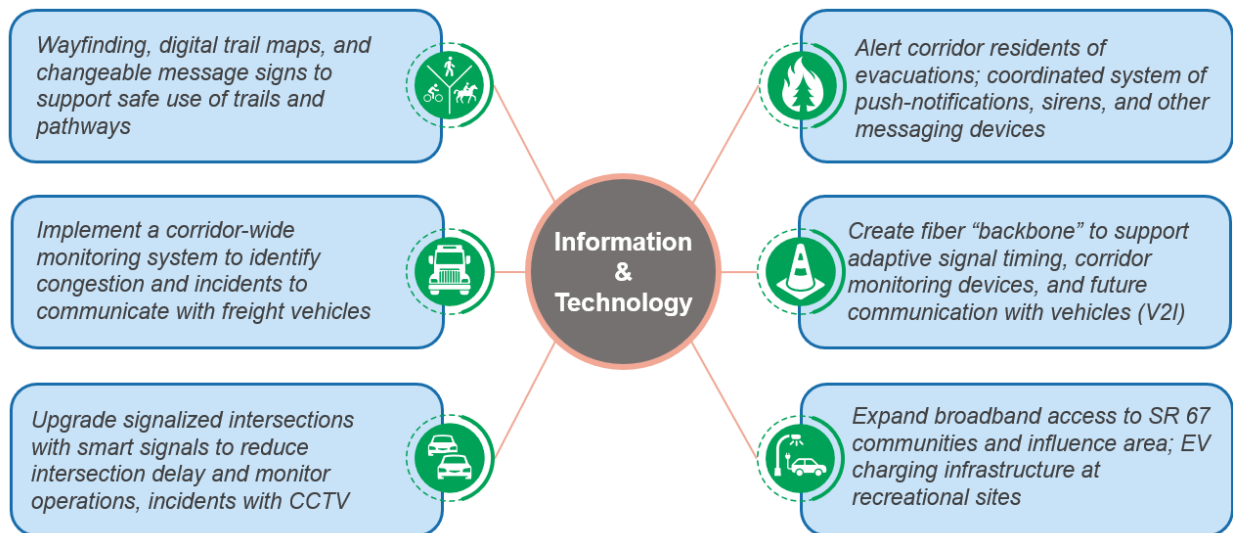 Wayfinding, digital trail maps, and
changeable message signs to
support safe use of trails and
pathways
Implement a corridor-wide
monitoring system to identify
congestion and incidents to
communicate with freight vehicles
Upgrade signalized intersections
with smart signals to reduce
intersection delay and monitor
operations, incidents with CCTV
Information
&
Technology
Alert corridor residents of
evacuations; coordinated system of
push-notifications, sirens, and other
messaging devices
Create fiber “backbone” to support
adaptive signal timing, corridor
monitoring devices, and future
communication with vehicles (V2I)
Expand broadband access to SR 67
communities and influence area; EV
charging infrastructure at
recreational sites